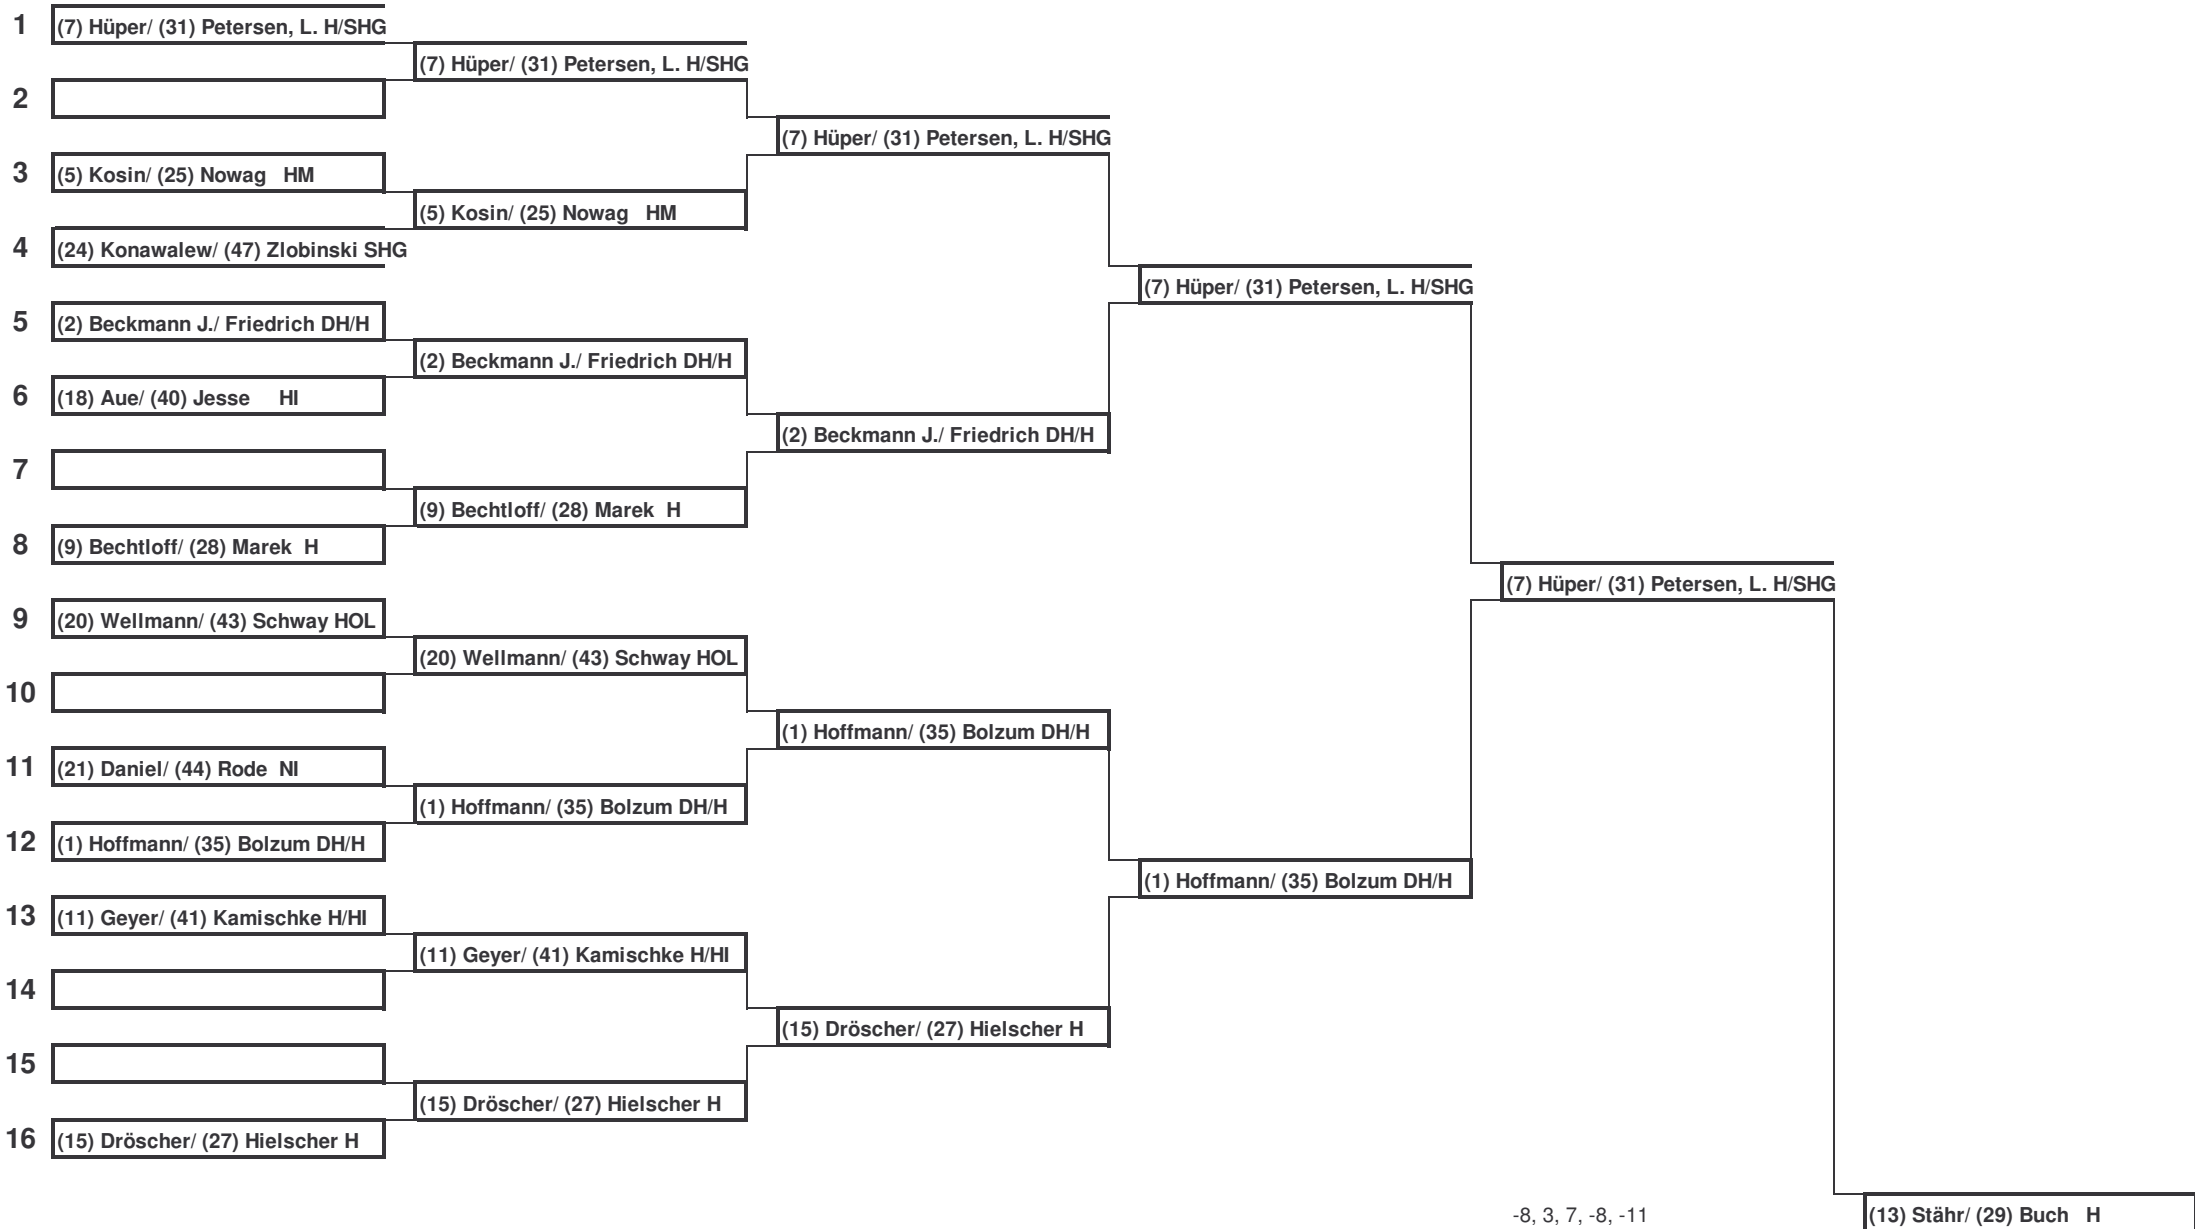 1 (7) Hüper/ (31) Petersen, L. H/SHG
(7) Hüper/ (31) Petersen, L. H/SHG
2
(7) Hüper/ (31) Petersen, L. H/SHG
3 (5) Kosin/ (25) Nowag HM
(5) Kosin/ (25) Nowag HM
4 (24) Konawalew/ (47) Zlobinski SHG
(7) Hüper/ (31) Petersen, L. H/SHG
5 (2) Beckmann J./ Friedrich DH/H
(2) Beckmann J./ Friedrich DH/H
6 (18) Aue/ (40) Jesse HI
(2) Beckmann J./ Friedrich DH/H
7
(9) Bechtloff/ (28) Marek H
8 (9) Bechtloff/ (28) Marek H
(7) Hüper/ (31) Petersen, L. H/SHG
9 (20) Wellmann/ (43) Schway HOL
(20) Wellmann/ (43) Schway HOL
10
(1) Hoffmann/ (35) Bolzum DH/H
11 (21) Daniel/ (44) Rode NI
(1) Hoffmann/ (35) Bolzum DH/H
12 (1) Hoffmann/ (35) Bolzum DH/H
(1) Hoffmann/ (35) Bolzum DH/H
13 (11) Geyer/ (41) Kamischke H/HI
(11) Geyer/ (41) Kamischke H/HI
14
(15) Dröscher/ (27) Hielscher H
15
(15) Dröscher/ (27) Hielscher H
16 (15) Dröscher/ (27) Hielscher H
-8, 3, 7, -8, -11 (13) Stähr/ (29) Buch H